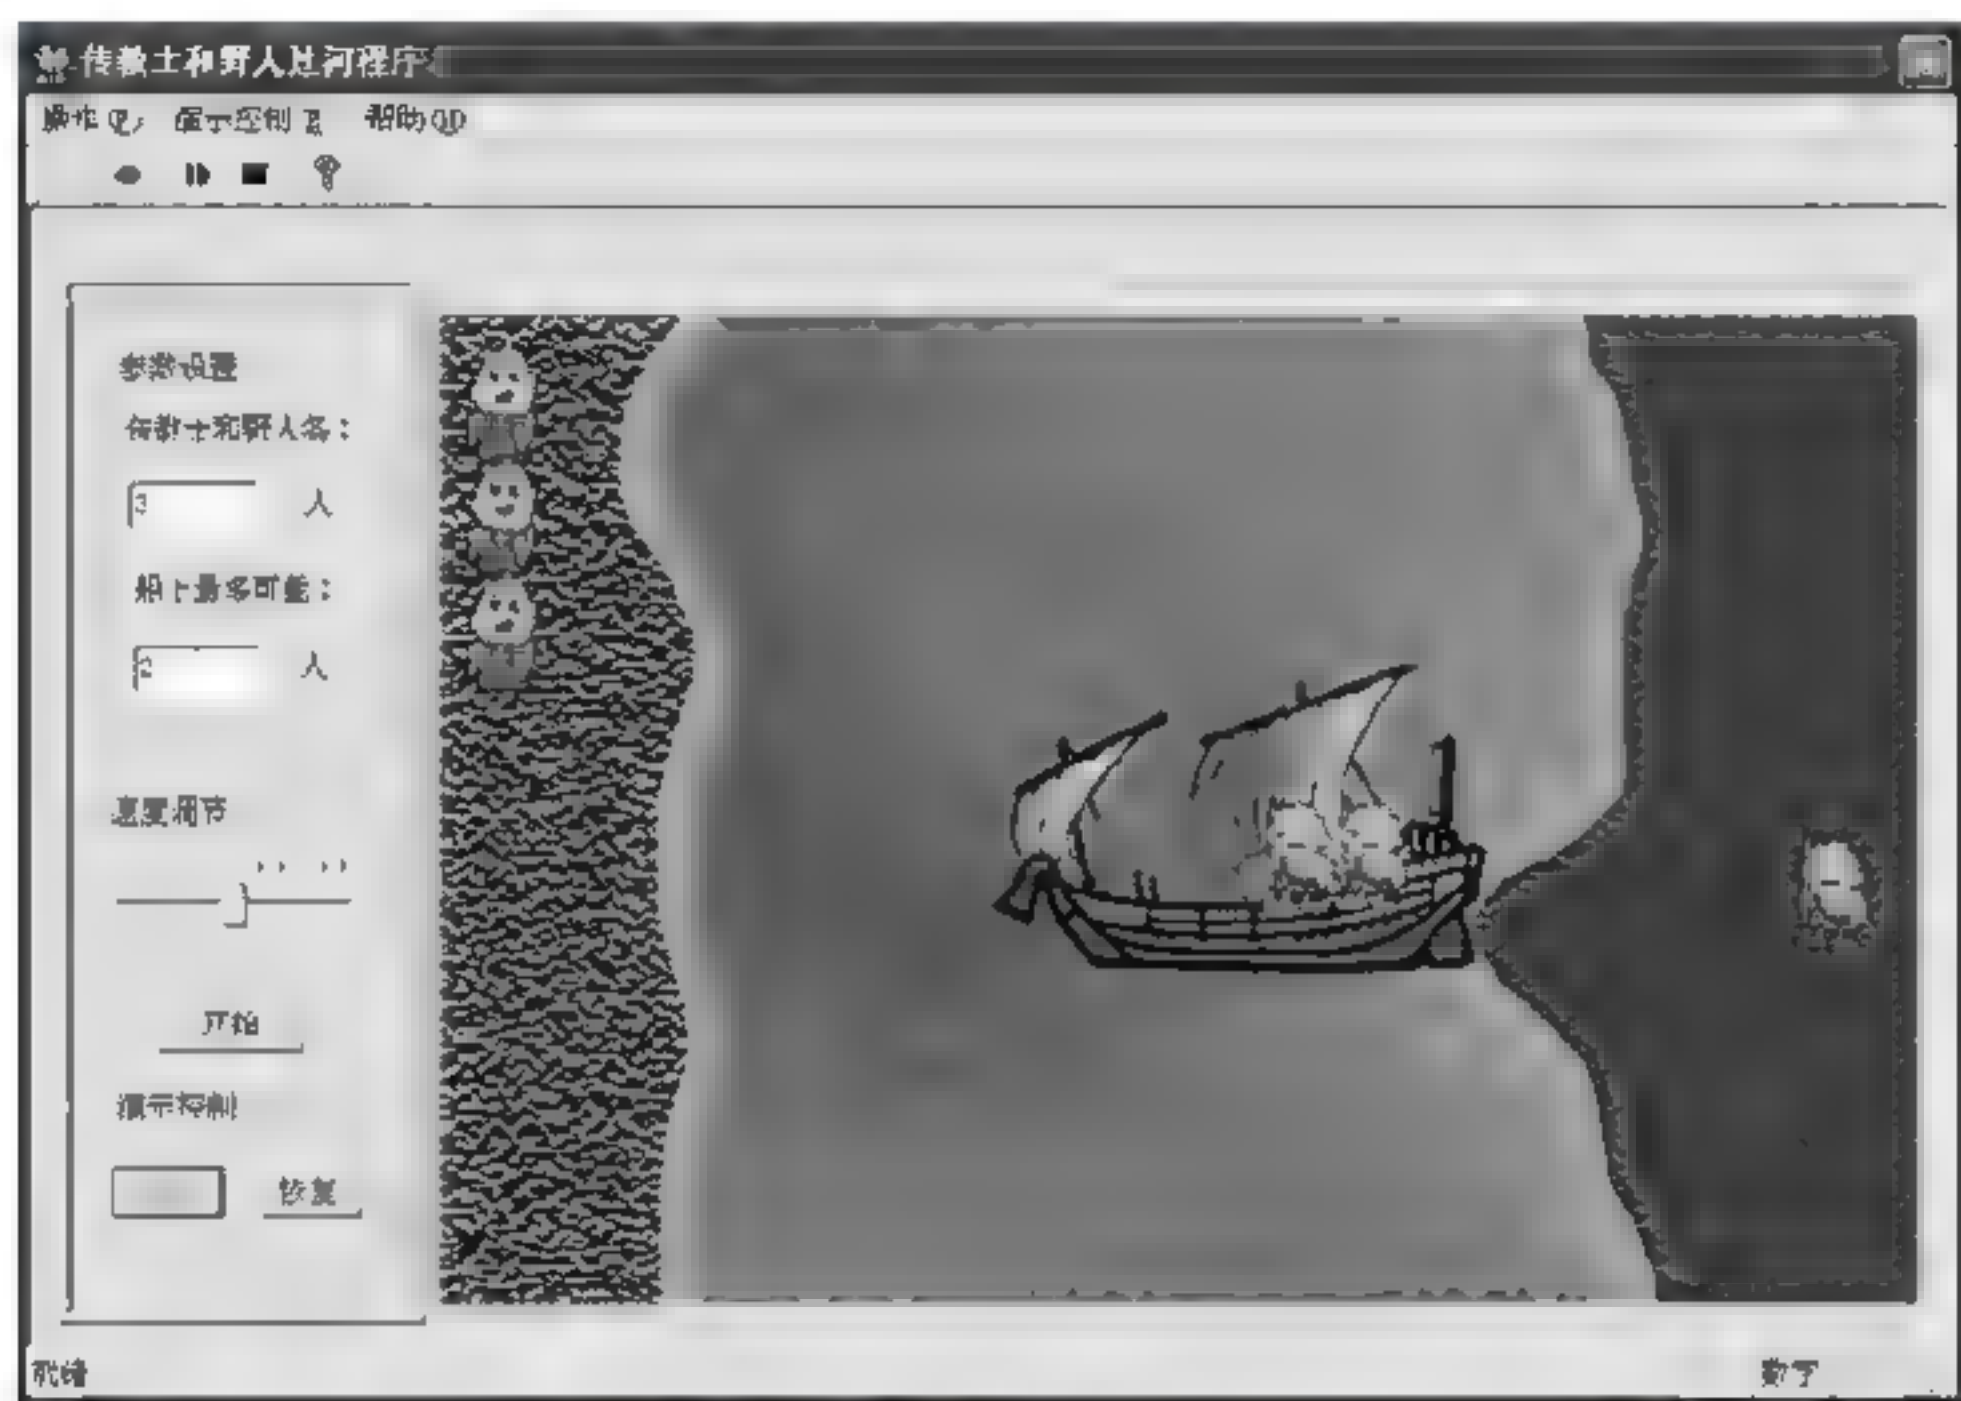 传教士和野人过河程序
操作 演示控制 帮助
参数设置
传教士和野人各：
3 人
船上最多可能：
2 人
速度调节
开始
演示控制
恢复
就绪 数字